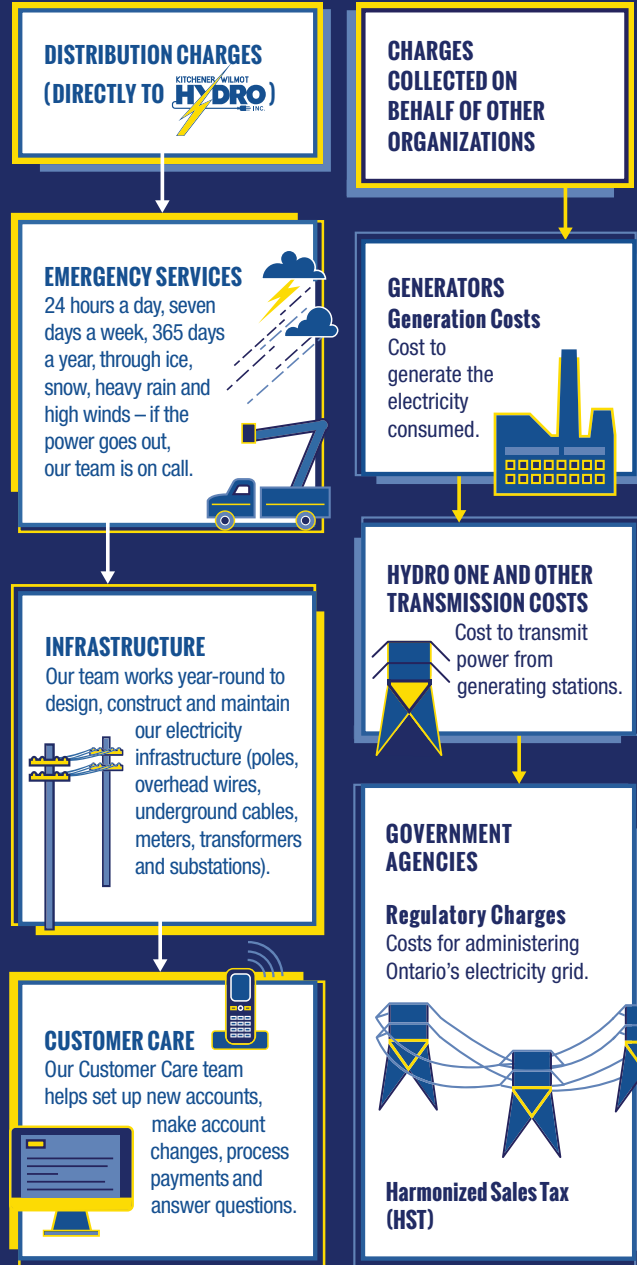 DISTRIBUTION CHARGES
(DIRECTLY TO KITCHENER/WILMOT HYDRO INC.)
EMERGENCY SERVICES
24 hours a day, seven
days a week, 365 days
a year, through ice,
snow, heavy rain and
high winds – if the
power goes out,
our team is on call.
INFRASTRUCTURE
Our team works year-round to
design, construct and maintain
our electricity
infrastructure (poles,
overhead wires,
underground cables,
meters, transformers
and substations).
CUSTOMER CARE
Our Customer Care team
helps set up new accounts,
make account
changes, process
payments and
answer questions.
CHARGES
COLLECTED ON
BEHALF OF OTHER
ORGANIZATIONS
GENERATORS
Generation Costs
Cost to
generate the
electricity
consumed.
HYDRO ONE AND OTHER
TRANSMISSION COSTS
Cost to transmit
power from
generating stations.
GOVERNMENT
AGENCIES
Regulatory Charges
Costs for administering
Ontario's electricity grid.
Harmonized Sales Tax
(HST)